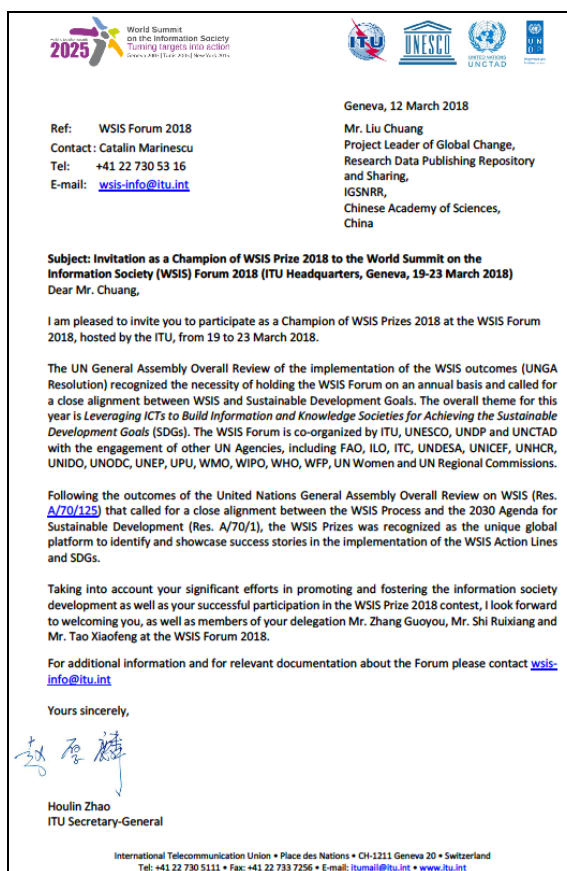 2025
World Summit
on the Information Society
Turning targets into action
Geneva 2003 | Tunis 2005 | New York 2015
ITU
UNESCO
UNITED NATIONS
UNCTAD
U N
D P
Geneva, 12 March 2018
Ref: WSIS Forum 2018
Contact : Catalin Marinescu
Tel: +41 22 730 53 16
E-mail: wsis-info@itu.int
Mr. Liu Chuang
Project Leader of Global Change,
Research Data Publishing Repository
and Sharing,
IGSNRR,
Chinese Academy of Sciences,
China
Subject: Invitation as a Champion of WSIS Prize 2018 to the World Summit on the
Information Society (WSIS) Forum 2018 (ITU Headquarters, Geneva, 19-23 March 2018)
Dear Mr. Chuang,
I am pleased to invite you to participate as a Champion of WSIS Prizes 2018 at the WSIS Forum
2018, hosted by the ITU, from 19 to 23 March 2018.
The UN General Assembly Overall Review of the implementation of the WSIS outcomes (UNGA
Resolution) recognized the necessity of holding the WSIS Forum on an annual basis and called for
a close alignment between WSIS and Sustainable Development Goals. The overall theme for this
year is Leveraging ICTs to Build Information and Knowledge Societies for Achieving the Sustainable
Development Goals (SDGs). The WSIS Forum is co-organized by ITU, UNESCO, UNDP and UNCTAD
with the engagement of other UN Agencies, including FAO, ILO, ITC, UNDESA, UNICEF, UNHCR,
UNIDO, UNODC, UNEP, UPU, WMO, WIPO, WHO, WFP, UN Women and UN Regional Commissions.
Following the outcomes of the United Nations General Assembly Overall Review on WSIS (Res.
A/70/125) that called for a close alignment between the WSIS Process and the 2030 Agenda for
Sustainable Development (Res. A/70/1), the WSIS Prizes was recognized as the unique global
platform to identify and showcase success stories in the implementation of the WSIS Action Lines
and SDGs.
Taking into account your significant efforts in promoting and fostering the information society
development as well as your successful participation in the WSIS Prize 2018 contest, I look forward
to welcoming you, as well as members of your delegation Mr. Zhang Guoyou, Mr. Shi Ruixiang and
Mr. Tao Xiaofeng at the WSIS Forum 2018.
For additional information and for relevant documentation about the Forum please contact wsis-
info@itu.int
Yours sincerely,
赵厚麟
Houlin Zhao
ITU Secretary-General
International Telecommunication Union • Place des Nations • CH-1211 Geneva 20 • Switzerland
Tel: +41 22 730 5111 • Fax: +41 22 733 7256 • E-mail: itumail@itu.int • www.itu.int